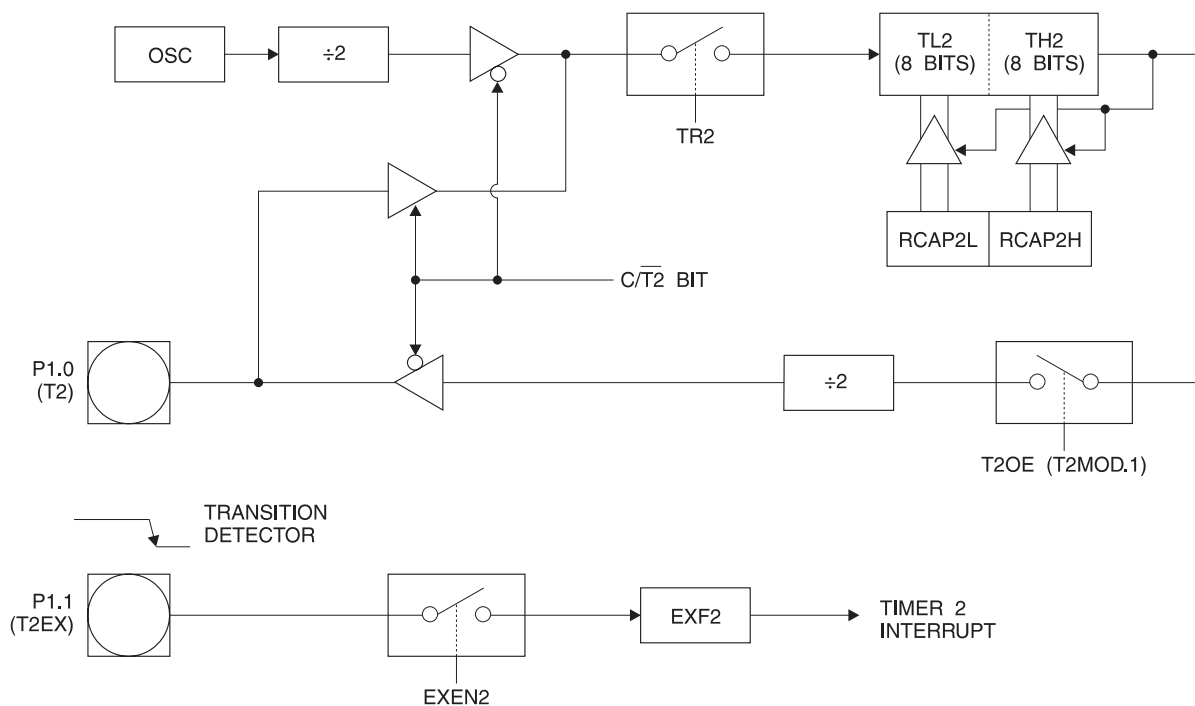 OSC
÷2
TR2
TL2
(8 BITS)
TH2
(8 BITS)
RCAP2L
RCAP2H
C/T2̅ BIT
P1.0
(T2)
÷2
T2OE (T2MOD.1)
TRANSITION
DETECTOR
P1.1
(T2EX)
EXEN2
EXF2
TIMER 2
INTERRUPT